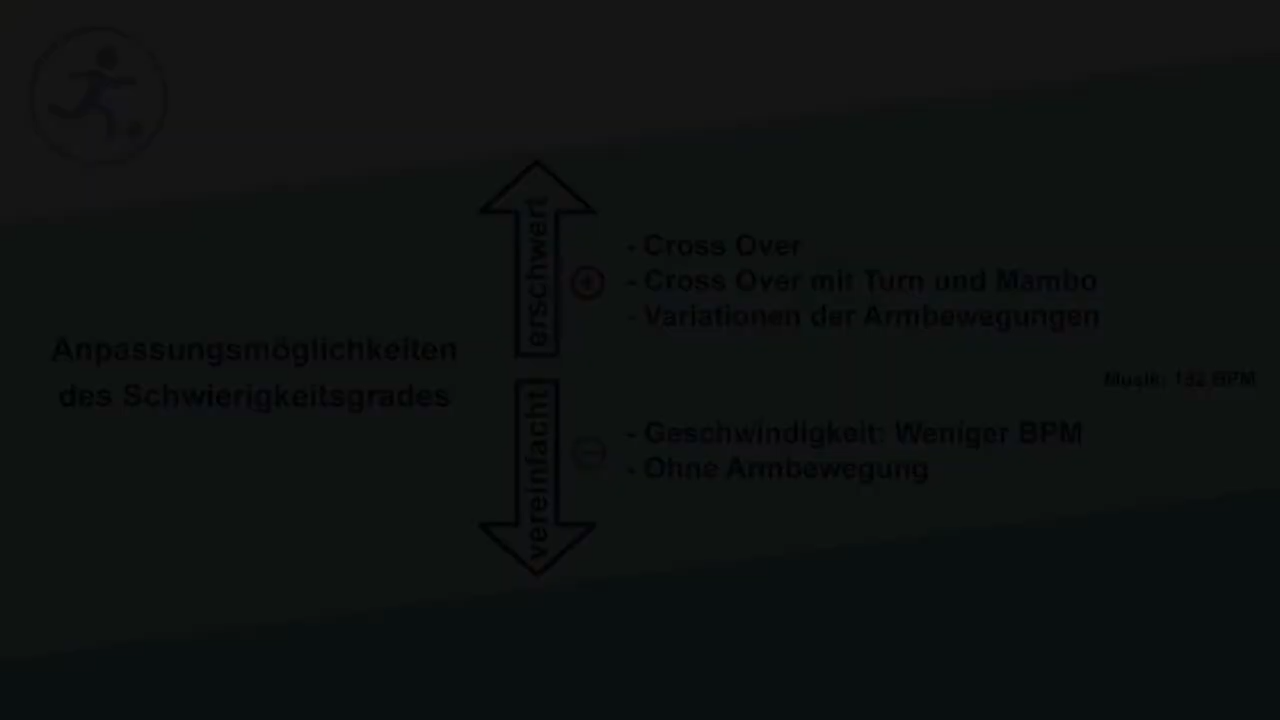 erschwert
- Cross Over
- Cross Over mit Turn und Mambo
- Variationen der Armbewegungen
Anpassungsmöglichkeiten
des Schwierigkeitsgrades
Musik: 132 BPM
vereinfacht
- Geschwindigkeit: Weniger BPM
- Ohne Armbewegung